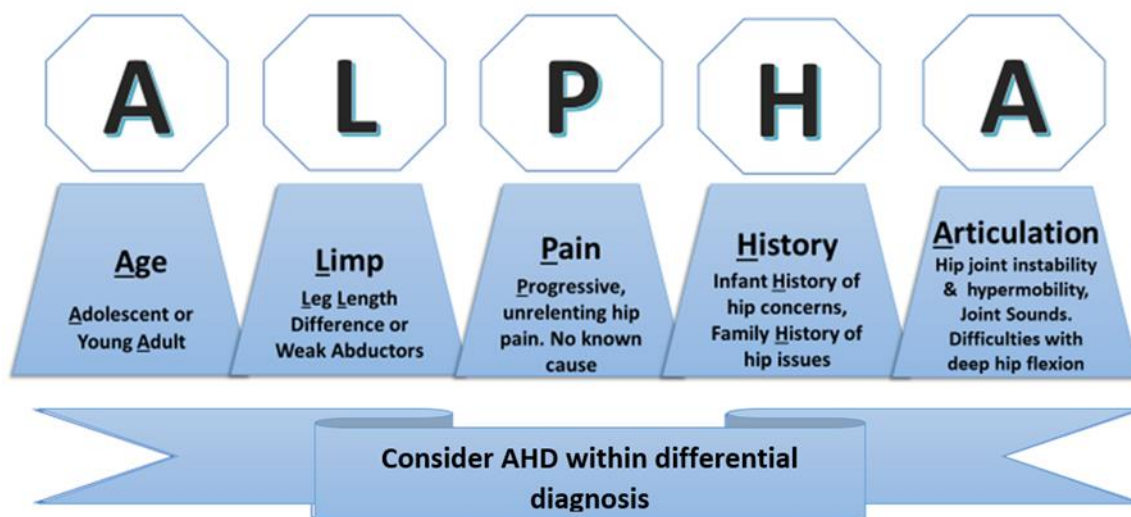 A
L
P
H
A
Age
Adolescent or
Young Adult
Limp
Leg Length
Difference or
Weak Abductors
Pain
Progressive,
unrelenting hip
pain. No known
cause
History
Infant History of
hip concerns,
Family History of
hip issues
Articulation
Hip joint instability
& hypermobility,
Joint Sounds.
Difficulties with
deep hip flexion
Consider AHD within differential
diagnosis